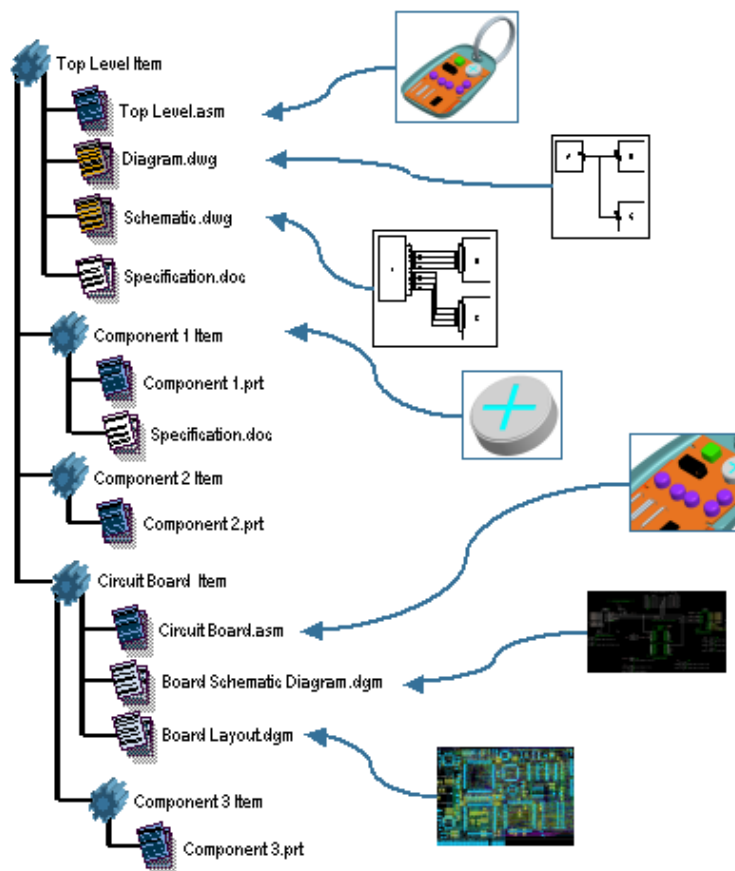 Top Level Item
Top Level.asm
Diagram.dwg
Schematic.dwg
Specification.doc
Component 1 Item
Component 1.prt
Specification.doc
Component 2 Item
Component 2.prt
Circuit Board Item
Circuit Board.asm
Board Schematic Diagram.dgm
Board Layout.dgm
Component 3 Item
Component 3.prt